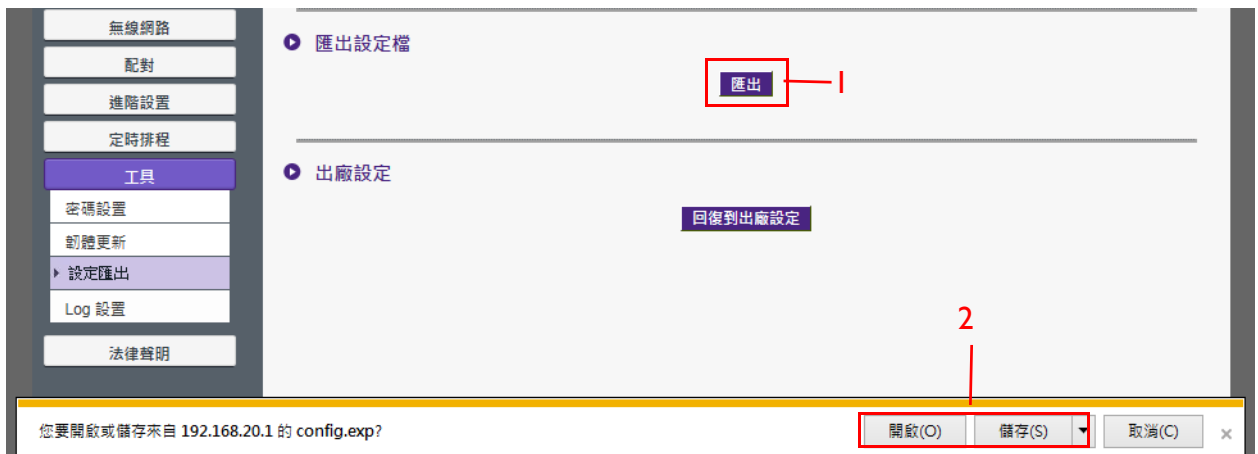 無線網路
配對
進階設置
定時排程
工具
密碼設置
韌體更新
設定匯出
Log 設置
法律聲明
匯出設定檔
匯出
1
出廠設定
回復到出廠設定
2
您要開啟或儲存來自 192.168.20.1 的 config.exp?
開啟(O)
儲存(S)
取消(C)